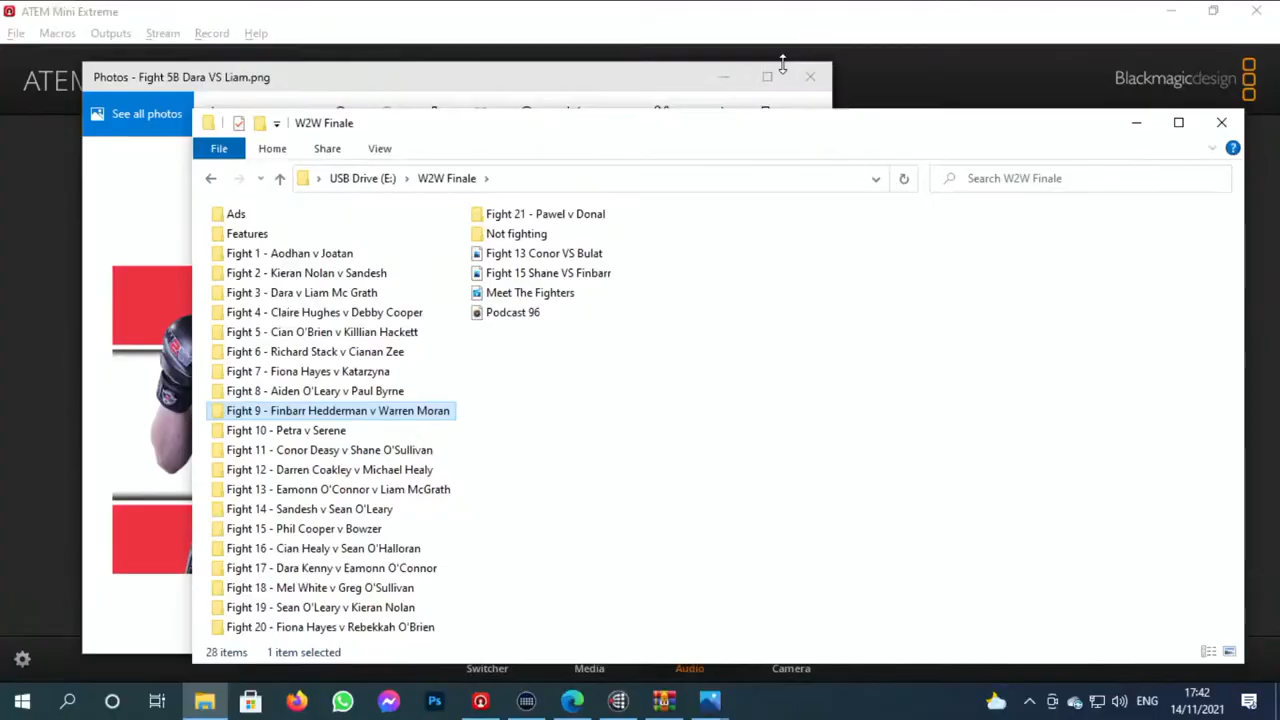 ATEM Mini Extreme
File Macros Outputs Stream Record Help
ATEM
Blackmagicdesign
Photos - Fight 5B Dara VS Liam.png
See all photos
W2W Finale
File Home Share View
USB Drive (E:) W2W Finale
Search W2W Finale
Ads
Features
Fight 1 - Aodhan v Joatan
Fight 2 - Kieran Nolan v Sandesh
Fight 3 - Dara v Liam Mc Grath
Fight 4 - Claire Hughes v Debby Cooper
Fight 5 - Cian O'Brien v Killlian Hackett
Fight 6 - Richard Stack v Cianan Zee
Fight 7 - Fiona Hayes v Katarzyna
Fight 8 - Aiden O'Leary v Paul Byrne
Fight 9 - Finbarr Hedderman v Warren Moran
Fight 10 - Petra v Serene
Fight 11 - Conor Deasy v Shane O'Sullivan
Fight 12 - Darren Coakley v Michael Healy
Fight 13 - Eamonn O'Connor v Liam McGrath
Fight 14 - Sandesh v Sean O'Leary
Fight 15 - Phil Cooper v Bowzer
Fight 16 - Cian Healy v Sean O'Halloran
Fight 17 - Dara Kenny v Eamonn O'Connor
Fight 18 - Mel White v Greg O'Sullivan
Fight 19 - Sean O'Leary v Kieran Nolan
Fight 20 - Fiona Hayes v Rebekkah O'Brien
Fight 21 - Pawel v Donal
Not fighting
Fight 13 Conor VS Bulat
Fight 15 Shane VS Finbarr
Meet The Fighters
Podcast 96
28 items 1 item selected
Switcher Media Audio Camera
Ps
ENG
17:42
14/11/2021